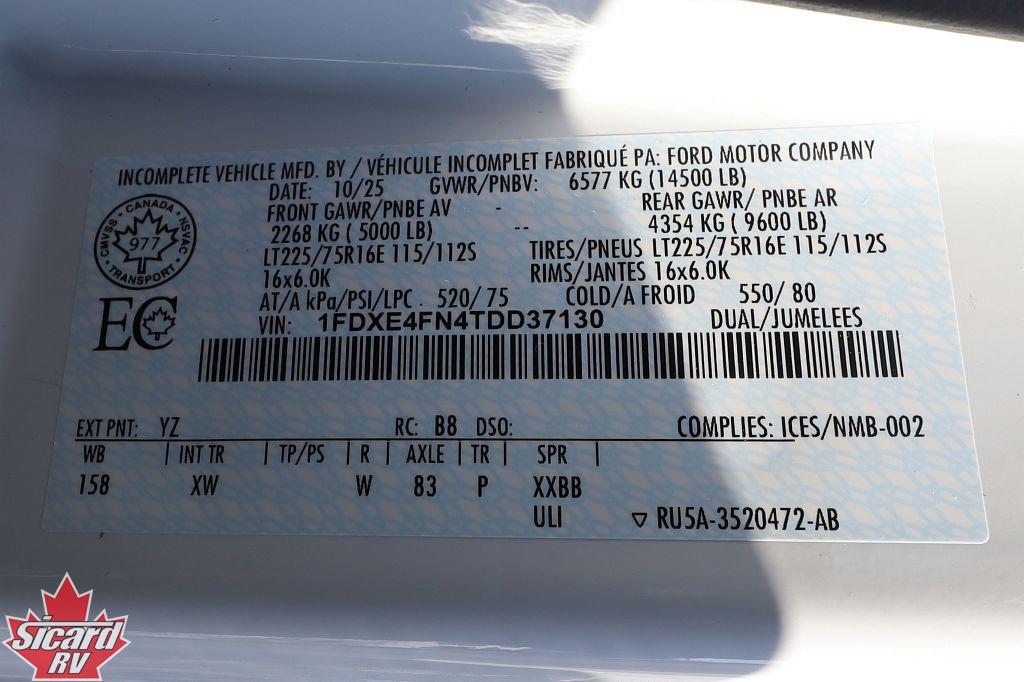 INCOMPLETE VEHICLE MFD. BY / VÉHICULE INCOMPLET FABRIQUÉ PA: FORD MOTOR COMPANY
DATE: 10/25 GVWR/PNBV: 6577 KG (14500 LB)
FRONT GAWR/PNBE AV - REAR GAWR/ PNBE AR
2268 KG ( 5000 LB) -- 4354 KG ( 9600 LB)
LT225/75R16E 115/112S TIRES/PNEUS LT225/75R16E 115/112S
16x6.0K RIMS/JANTES 16x6.0K
AT/A kPa/PSI/LPC . 520/ 75 COLD/A FROID 550/ 80
VIN: 1FDXE4FN4TDD37130 DUAL/JUMELEES
CMVSS • CANADA • NSVAC
977
• TRANSPORT •
EC
EXT PNT: YZ RC: B8 DSO: COMPLIES: ICES/NMB-002
WB | INT TR | TP/PS | R | AXLE | TR | SPR |
158 XW W 83 P XXBB
ULI ▽ RU5A-3520472-AB
Sicard
RV